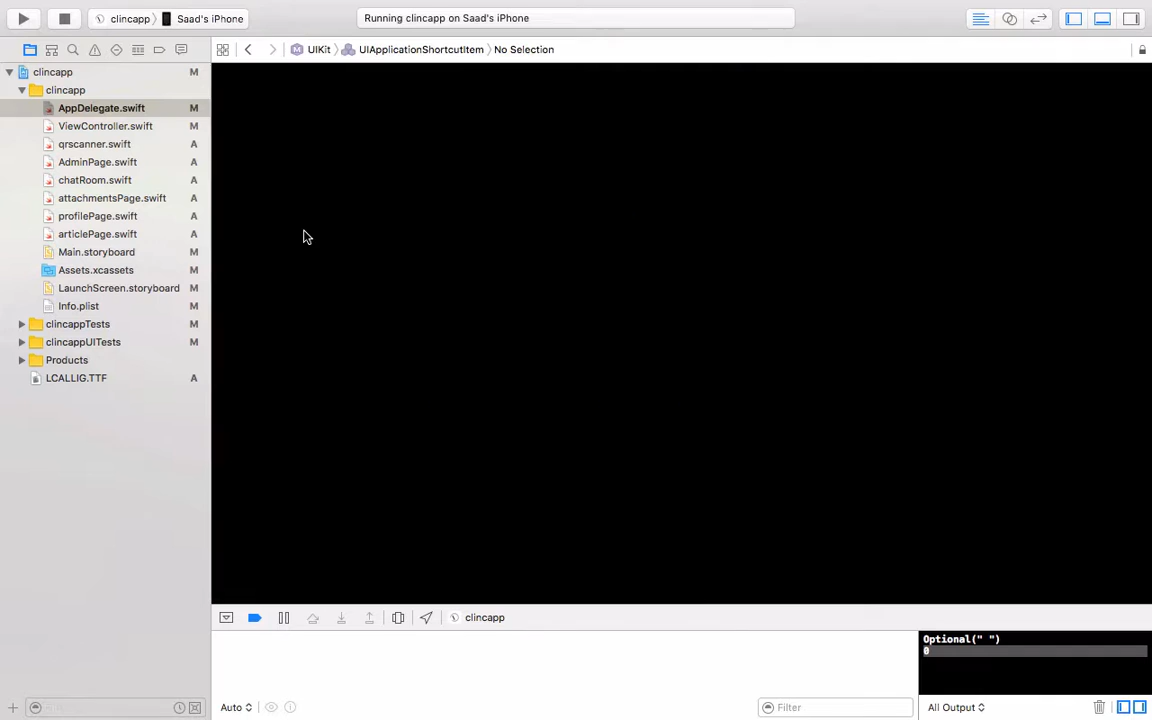 clincapp
Saad's iPhone
Running clincapp on Saad's iPhone
UIKit
UIApplicationShortcutItem
No Selection
clincapp M
clincapp
AppDelegate.swift M
ViewController.swift M
qrscanner.swift A
AdminPage.swift A
chatRoom.swift A
attachmentsPage.swift A
profilePage.swift A
articlePage.swift A
Main.storyboard M
Assets.xcassets M
LaunchScreen.storyboard M
Info.plist M
clincappTests M
clincappUITests M
Products
LCALLIG.TTF A
clincapp
Optional(" ")
0
Auto
Filter
All Output